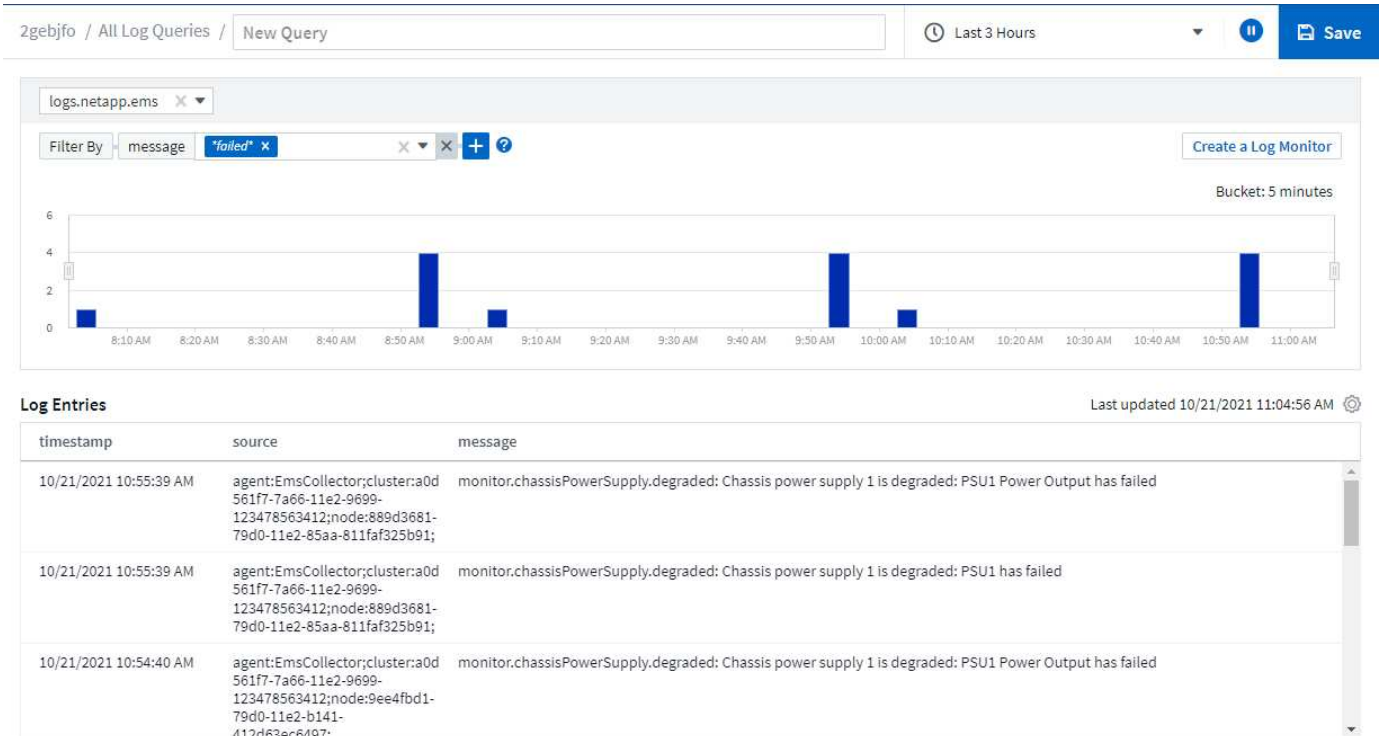 2gebjfo / All Log Queries / New Query Last 3 Hours Save
logs.netapp.ems
Filter By message *failed* Create a Log Monitor
Bucket: 5 minutes
6
4
2
0
8:10 AM 8:20 AM 8:30 AM 8:40 AM 8:50 AM 9:00 AM 9:10 AM 9:20 AM 9:30 AM 9:40 AM 9:50 AM 10:00 AM 10:10 AM 10:20 AM 10:30 AM 10:40 AM 10:50 AM 11:00 AM
Log Entries Last updated 10/21/2021 11:04:56 AM
timestamp source message
10/21/2021 10:55:39 AM agent:EmsCollector;cluster:a0d monitor.chassisPowerSupply.degraded: Chassis power supply 1 is degraded: PSU1 Power Output has failed
561f7-7a66-11e2-9699-
123478563412;node:889d3681-
79d0-11e2-85aa-811faf325b91;
10/21/2021 10:55:39 AM agent:EmsCollector;cluster:a0d monitor.chassisPowerSupply.degraded: Chassis power supply 1 is degraded: PSU1 has failed
561f7-7a66-11e2-9699-
123478563412;node:889d3681-
79d0-11e2-85aa-811faf325b91;
10/21/2021 10:54:40 AM agent:EmsCollector;cluster:a0d monitor.chassisPowerSupply.degraded: Chassis power supply 1 is degraded: PSU1 Power Output has failed
561f7-7a66-11e2-9699-
123478563412;node:9ee4fbd1-
79d0-11e2-b141-
412d63ec6497;